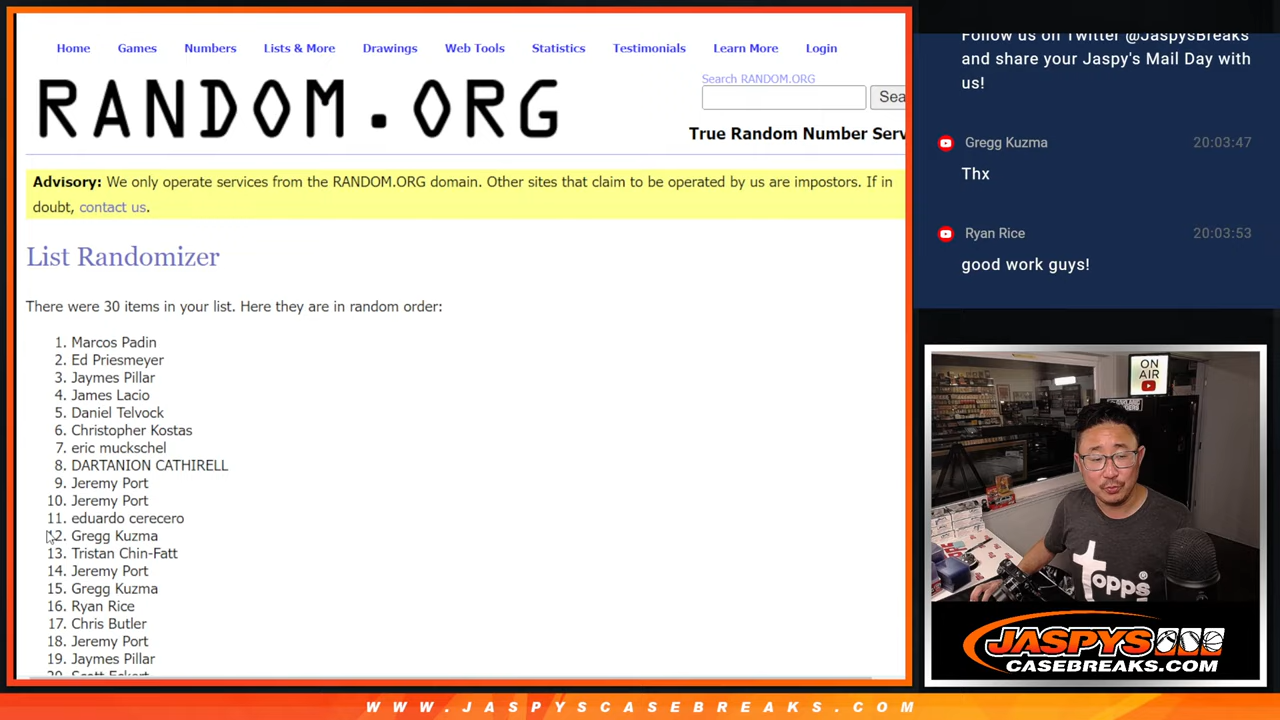 Home Games Numbers Lists & More Drawings Web Tools Statistics Testimonials Learn More Login
RANDOM.ORG
Search RANDOM.ORG
Sea
True Random Number Serv
Advisory: We only operate services from the RANDOM.ORG domain. Other sites that claim to be operated by us are impostors. If in
doubt, contact us.
List Randomizer
There were 30 items in your list. Here they are in random order:
1. Marcos Padin
2. Ed Priesmeyer
3. Jaymes Pillar
4. James Lacio
5. Daniel Telvock
6. Christopher Kostas
7. eric muckschel
8. DARTANION CATHIRELL
9. Jeremy Port
10. Jeremy Port
11. eduardo cerecero
12. Gregg Kuzma
13. Tristan Chin-Fatt
14. Jeremy Port
15. Gregg Kuzma
16. Ryan Rice
17. Chris Butler
18. Jeremy Port
19. Jaymes Pillar
20. Scott Eckert
Follow us on Twitter @JaspysBreaks
and share your Jaspy's Mail Day with
us!
Gregg Kuzma 20:03:47
Thx
Ryan Rice 20:03:53
good work guys!
ON
AIR
topps
JASPYS
CASEBREAKS.COM
WWW.JASPYSCASEBREAKS.COM